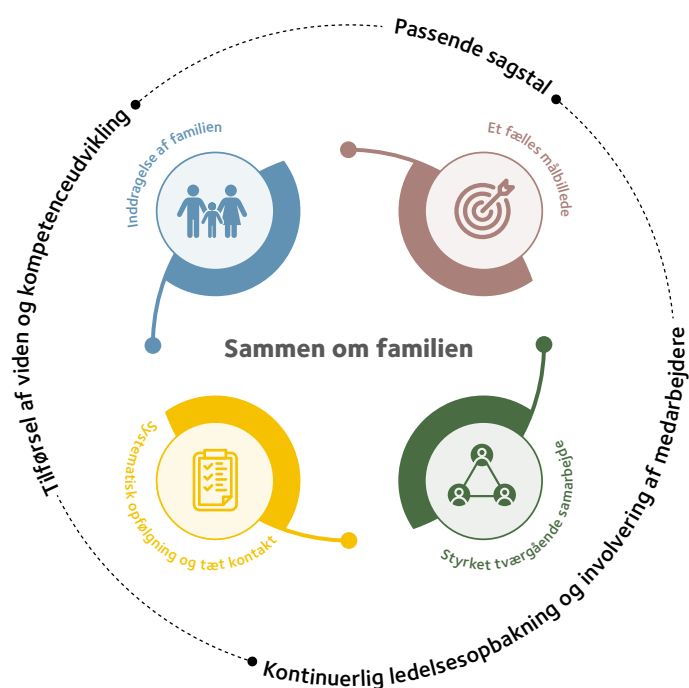 Passende sagstal
Tilførsel af viden og kompetenceudvikling
Inddragelse af familien
Et fælles målbillede
Sammen om familien
Systematisk opfølgning og tæt kontakt
Styrket tværgående samarbejde
Kontinuerlig ledelsesopbakning og involvering af medarbejdere